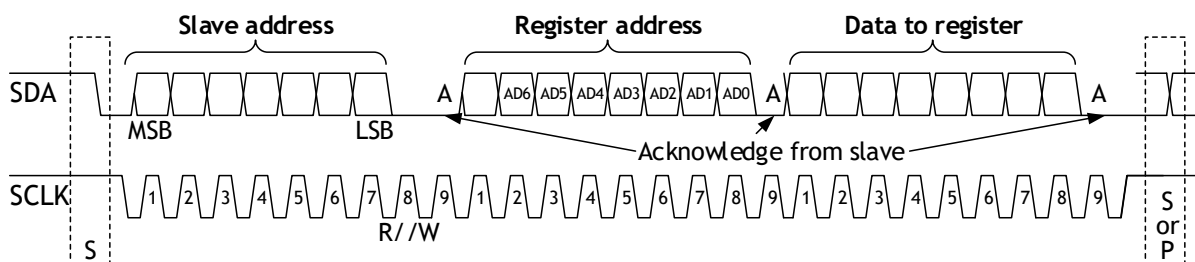 Slave address Register address Data to register
SDA A AD6 AD5 AD4 AD3 AD2 AD1 AD0 A A
MSB LSB
Acknowledge from slave
SCLK 1 2 3 4 5 6 7 8 9 1 2 3 4 5 6 7 8 9 1 2 3 4 5 6 7 8 9
R//W
S
S
or
P